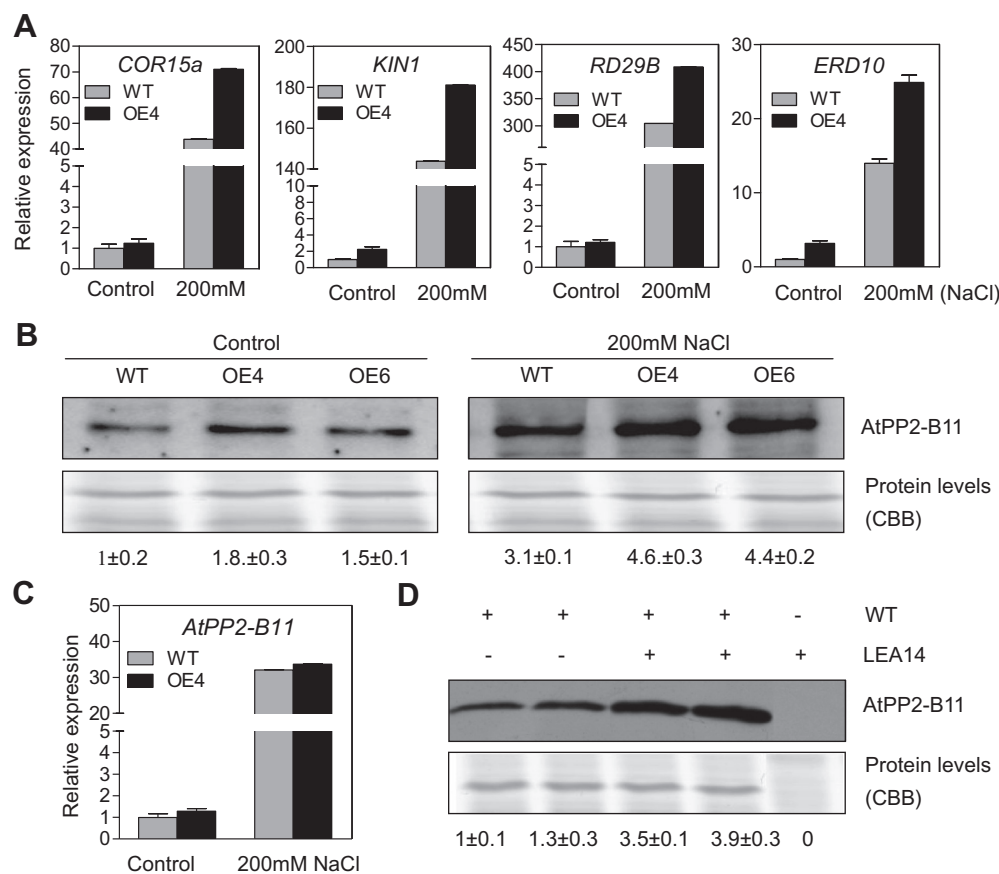 A
Relative expression
80
70
60
50
40
5
4
3
2
1
0
COR15a
WT
OE4
Control 200mM
200
180
160
140
10
8
6
4
2
0
KIN1
WT
OE4
Control 200mM
450
400
350
300
5
4
3
2
1
0
RD29B
WT
OE4
Control 200mM
30
20
10
0
ERD10
WT
OE4
Control 200mM (NaCl)
B
Control 200mM NaCl
WT OE4 OE6 WT OE4 OE6
AtPP2-B11
Protein levels
(CBB)
1±0.2 1.8.±0.3 1.5±0.1 3.1±0.1 4.6.±0.3 4.4±0.2
C
Relative expression
50
40
30
20
5
4
3
2
1
0
AtPP2-B11
WT
OE4
Control 200mM NaCl
D
+ + + + - WT
- - + + + LEA14
AtPP2-B11
Protein levels
(CBB)
1±0.1 1.3±0.3 3.5±0.1 3.9±0.3 0